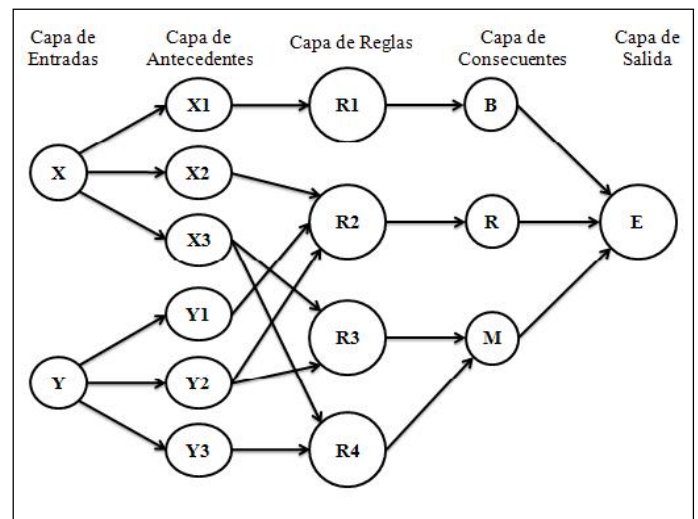 Capa de
Entradas
Capa de
Antecedentes
Capa de Reglas
Capa de
Consecuentes
Capa de
Salida
X
Y
X1
X2
X3
Y1
Y2
Y3
R1
R2
R3
R4
B
R
M
E